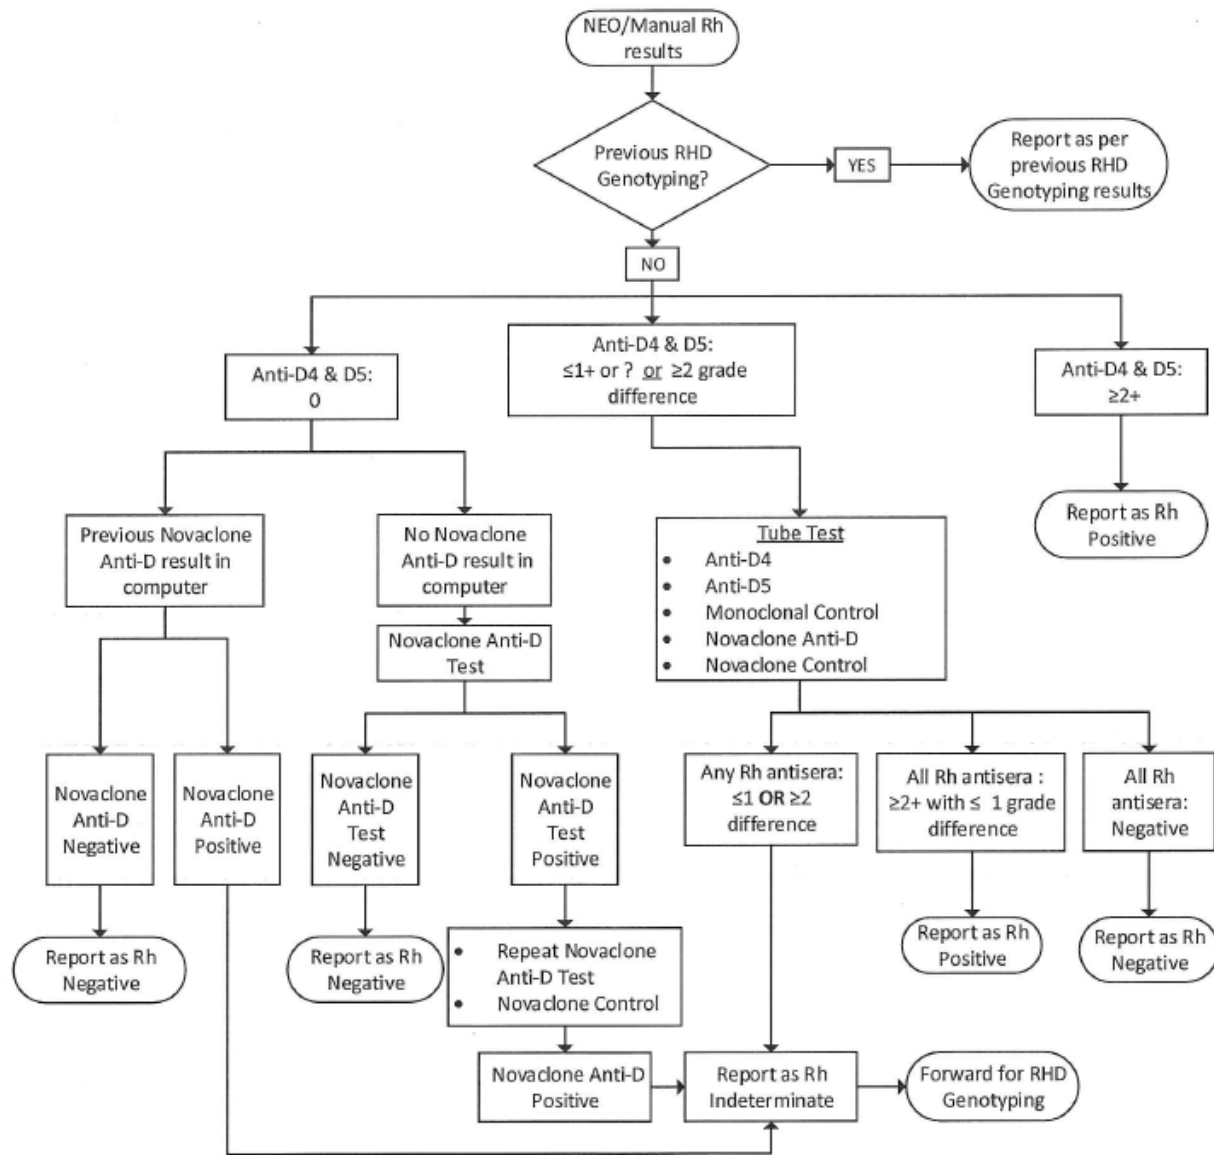 NEO/Manual Rh
results
Previous RHD
Genotyping?
YES
Report as per
previous RHD
Genotyping results
NO
Anti-D4 & D5:
0
Anti-D4 & D5:
≤1+ or ? or ≥2 grade
difference
Anti-D4 & D5:
≥2+
Previous Novaclone
Anti-D result in
computer
No Novaclone
Anti-D result in
computer
Tube Test
• Anti-D4
• Anti-D5
• Monoclonal Control
• Novaclone Anti-D
• Novaclone Control
Report as Rh
Positive
Novaclone Anti-D
Test
Novaclone
Anti-D
Negative
Novaclone
Anti-D
Positive
Novaclone
Anti-D
Test
Negative
Novaclone
Anti-D
Test
Positive
Any Rh antisera:
≤1 OR ≥2
difference
All Rh antisera :
≥2+ with ≤ 1 grade
difference
All Rh
antisera:
Negative
Report as Rh
Negative
Report as Rh
Negative
• Repeat Novaclone
Anti-D Test
• Novaclone Control
Report as Rh
Positive
Report as Rh
Negative
Novaclone Anti-D
Positive
Report as Rh
Indeterminate
Forward for RHD
Genotyping